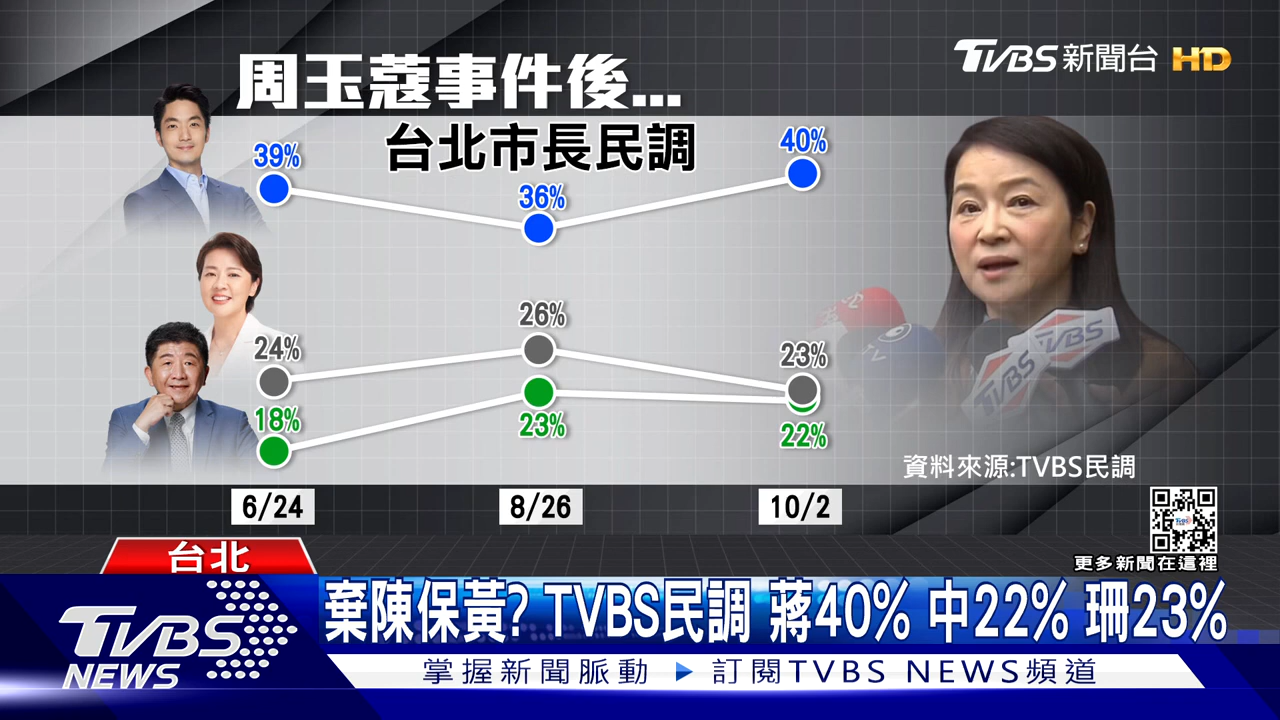 TVBS新聞台 HD
周玉蔻事件後...
台北市長民調
39%
36%
40%
24%
26%
23%
18%
23%
22%
TVBS
TVBS
資料來源:TVBS民調
6/24
8/26
10/2
更多新聞在這裡
台北
棄陳保黃? TVBS民調 蔣40% 中22% 珊23%
TVBS
NEWS
掌握新聞脈動 ▶ 訂閱TVBS NEWS頻道